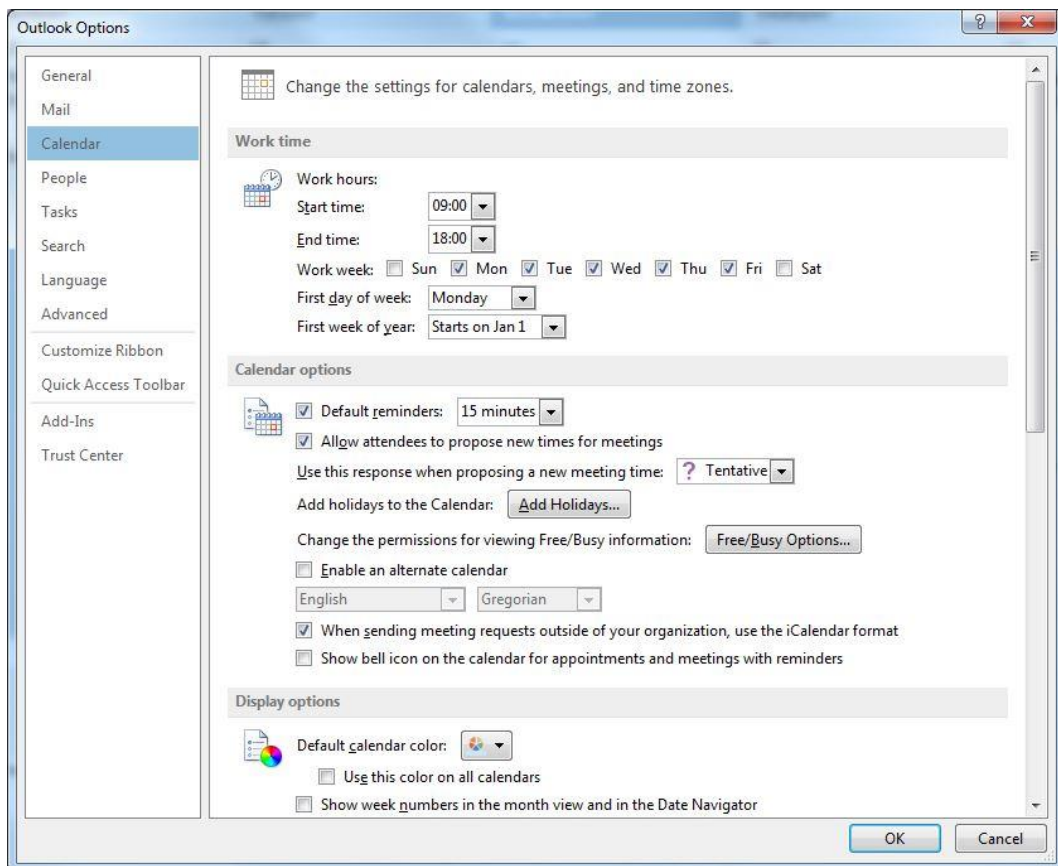 Outlook Options
General
Mail
Calendar
People
Tasks
Search
Language
Advanced
Customize Ribbon
Quick Access Toolbar
Add-Ins
Trust Center
Change the settings for calendars, meetings, and time zones.
Work time
Work hours:
Start time: 09:00
End time: 18:00
Work week: Sun Mon Tue Wed Thu Fri Sat
First day of week: Monday
First week of year: Starts on Jan 1
Calendar options
Default reminders: 15 minutes
Allow attendees to propose new times for meetings
Use this response when proposing a new meeting time: ? Tentative
Add holidays to the Calendar: Add Holidays...
Change the permissions for viewing Free/Busy information: Free/Busy Options...
Enable an alternate calendar
English Gregorian
When sending meeting requests outside of your organization, use the iCalendar format
Show bell icon on the calendar for appointments and meetings with reminders
Display options
Default calendar color:
Use this color on all calendars
Show week numbers in the month view and in the Date Navigator
OK Cancel